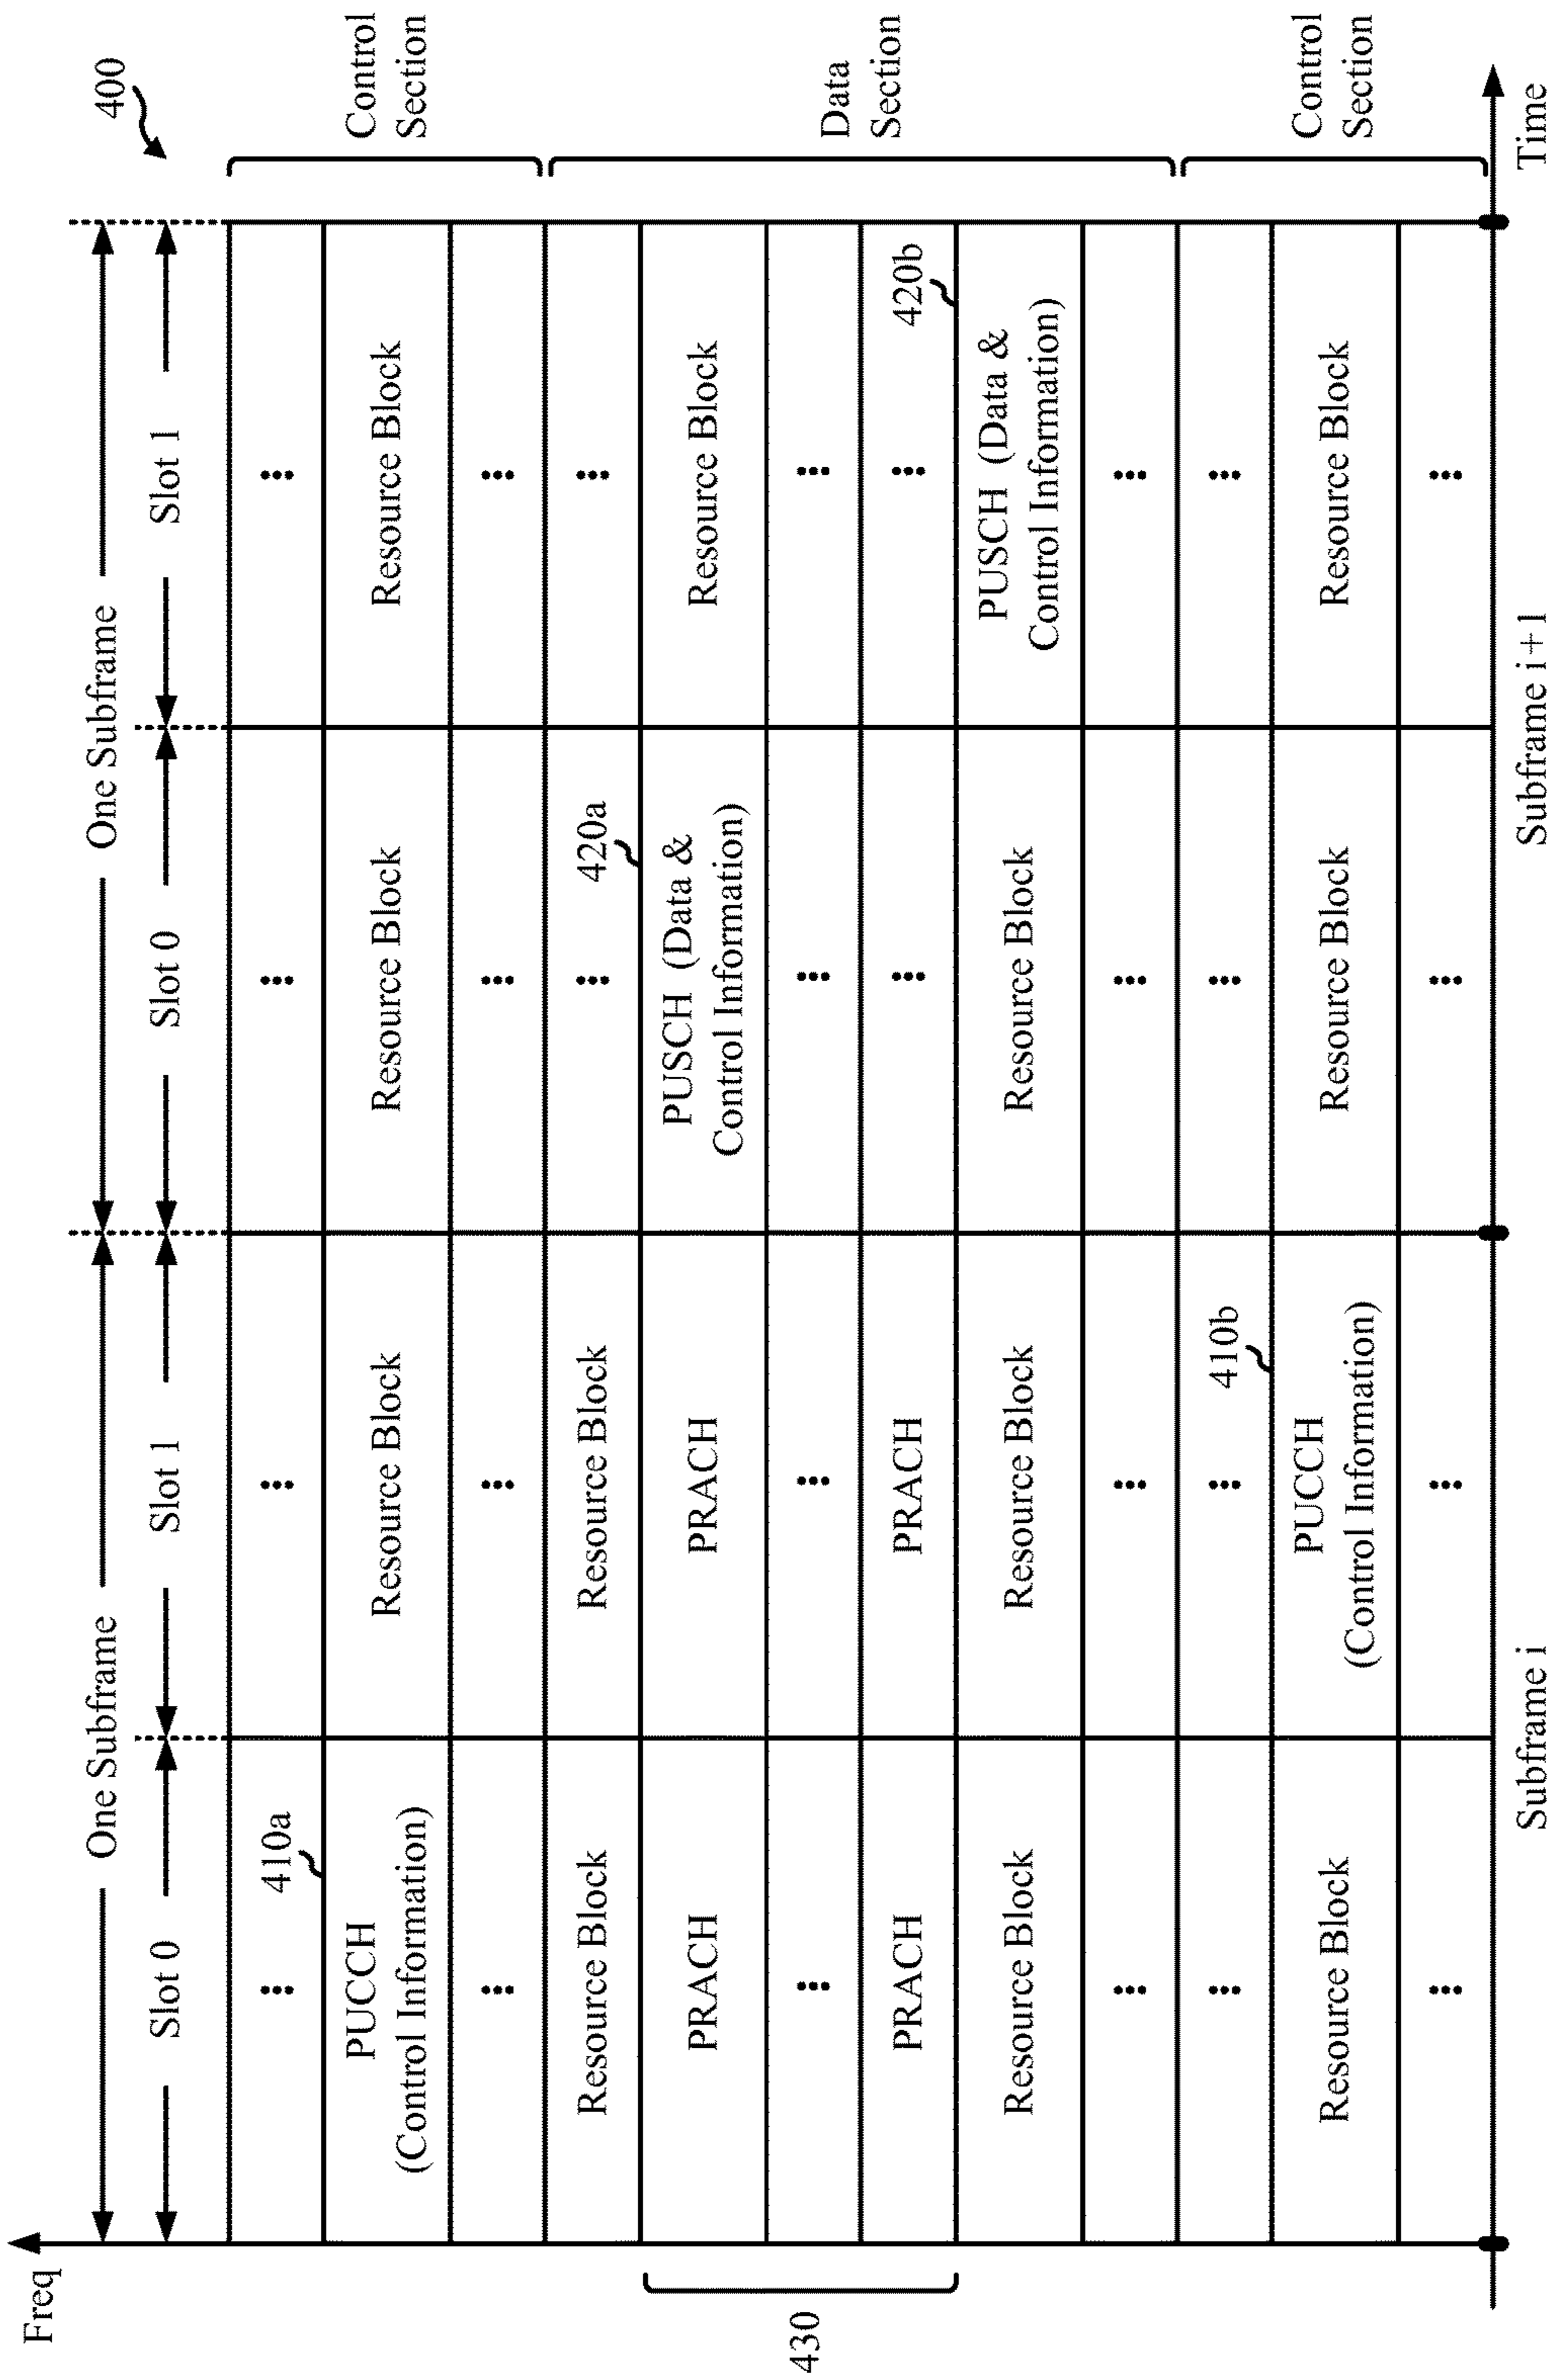 400
One Subframe
One Subframe
Slot 0
Slot 1
Slot 0
Slot 1
Freq
410a
PUCCH
(Control Information)
Resource Block
Resource Block
Resource Block
Control
Section
Resource Block
Resource Block
420a
PRACH
PRACH
PUSCH (Data &
Control Information)
Resource Block
430
Data
Section
PRACH
PRACH
420b
Resource Block
Resource Block
Resource Block
PUSCH (Data &
Control Information)
410b
Resource Block
PUCCH
(Control Information)
Resource Block
Resource Block
Control
Section
Subframe i
Subframe i + 1
Time